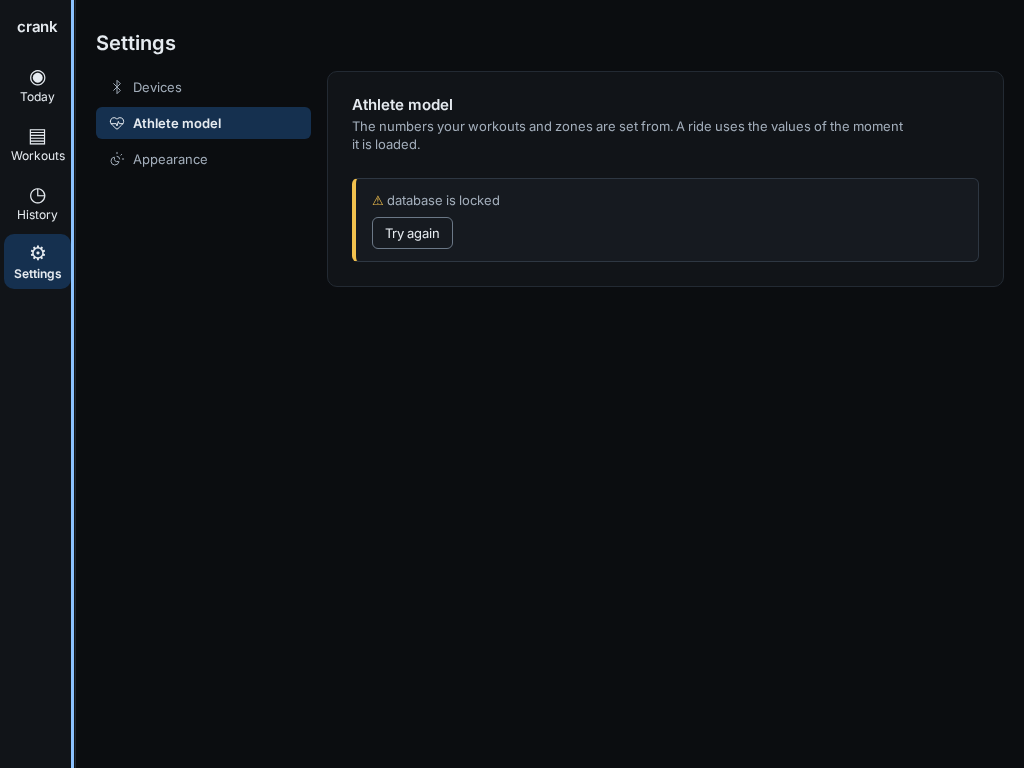 crank
Today
Workouts
History
Settings
Settings
Devices
Athlete model
Appearance
Athlete model
The numbers your workouts and zones are set from. A ride uses the values of the moment
it is loaded.
⚠ database is locked
Try again